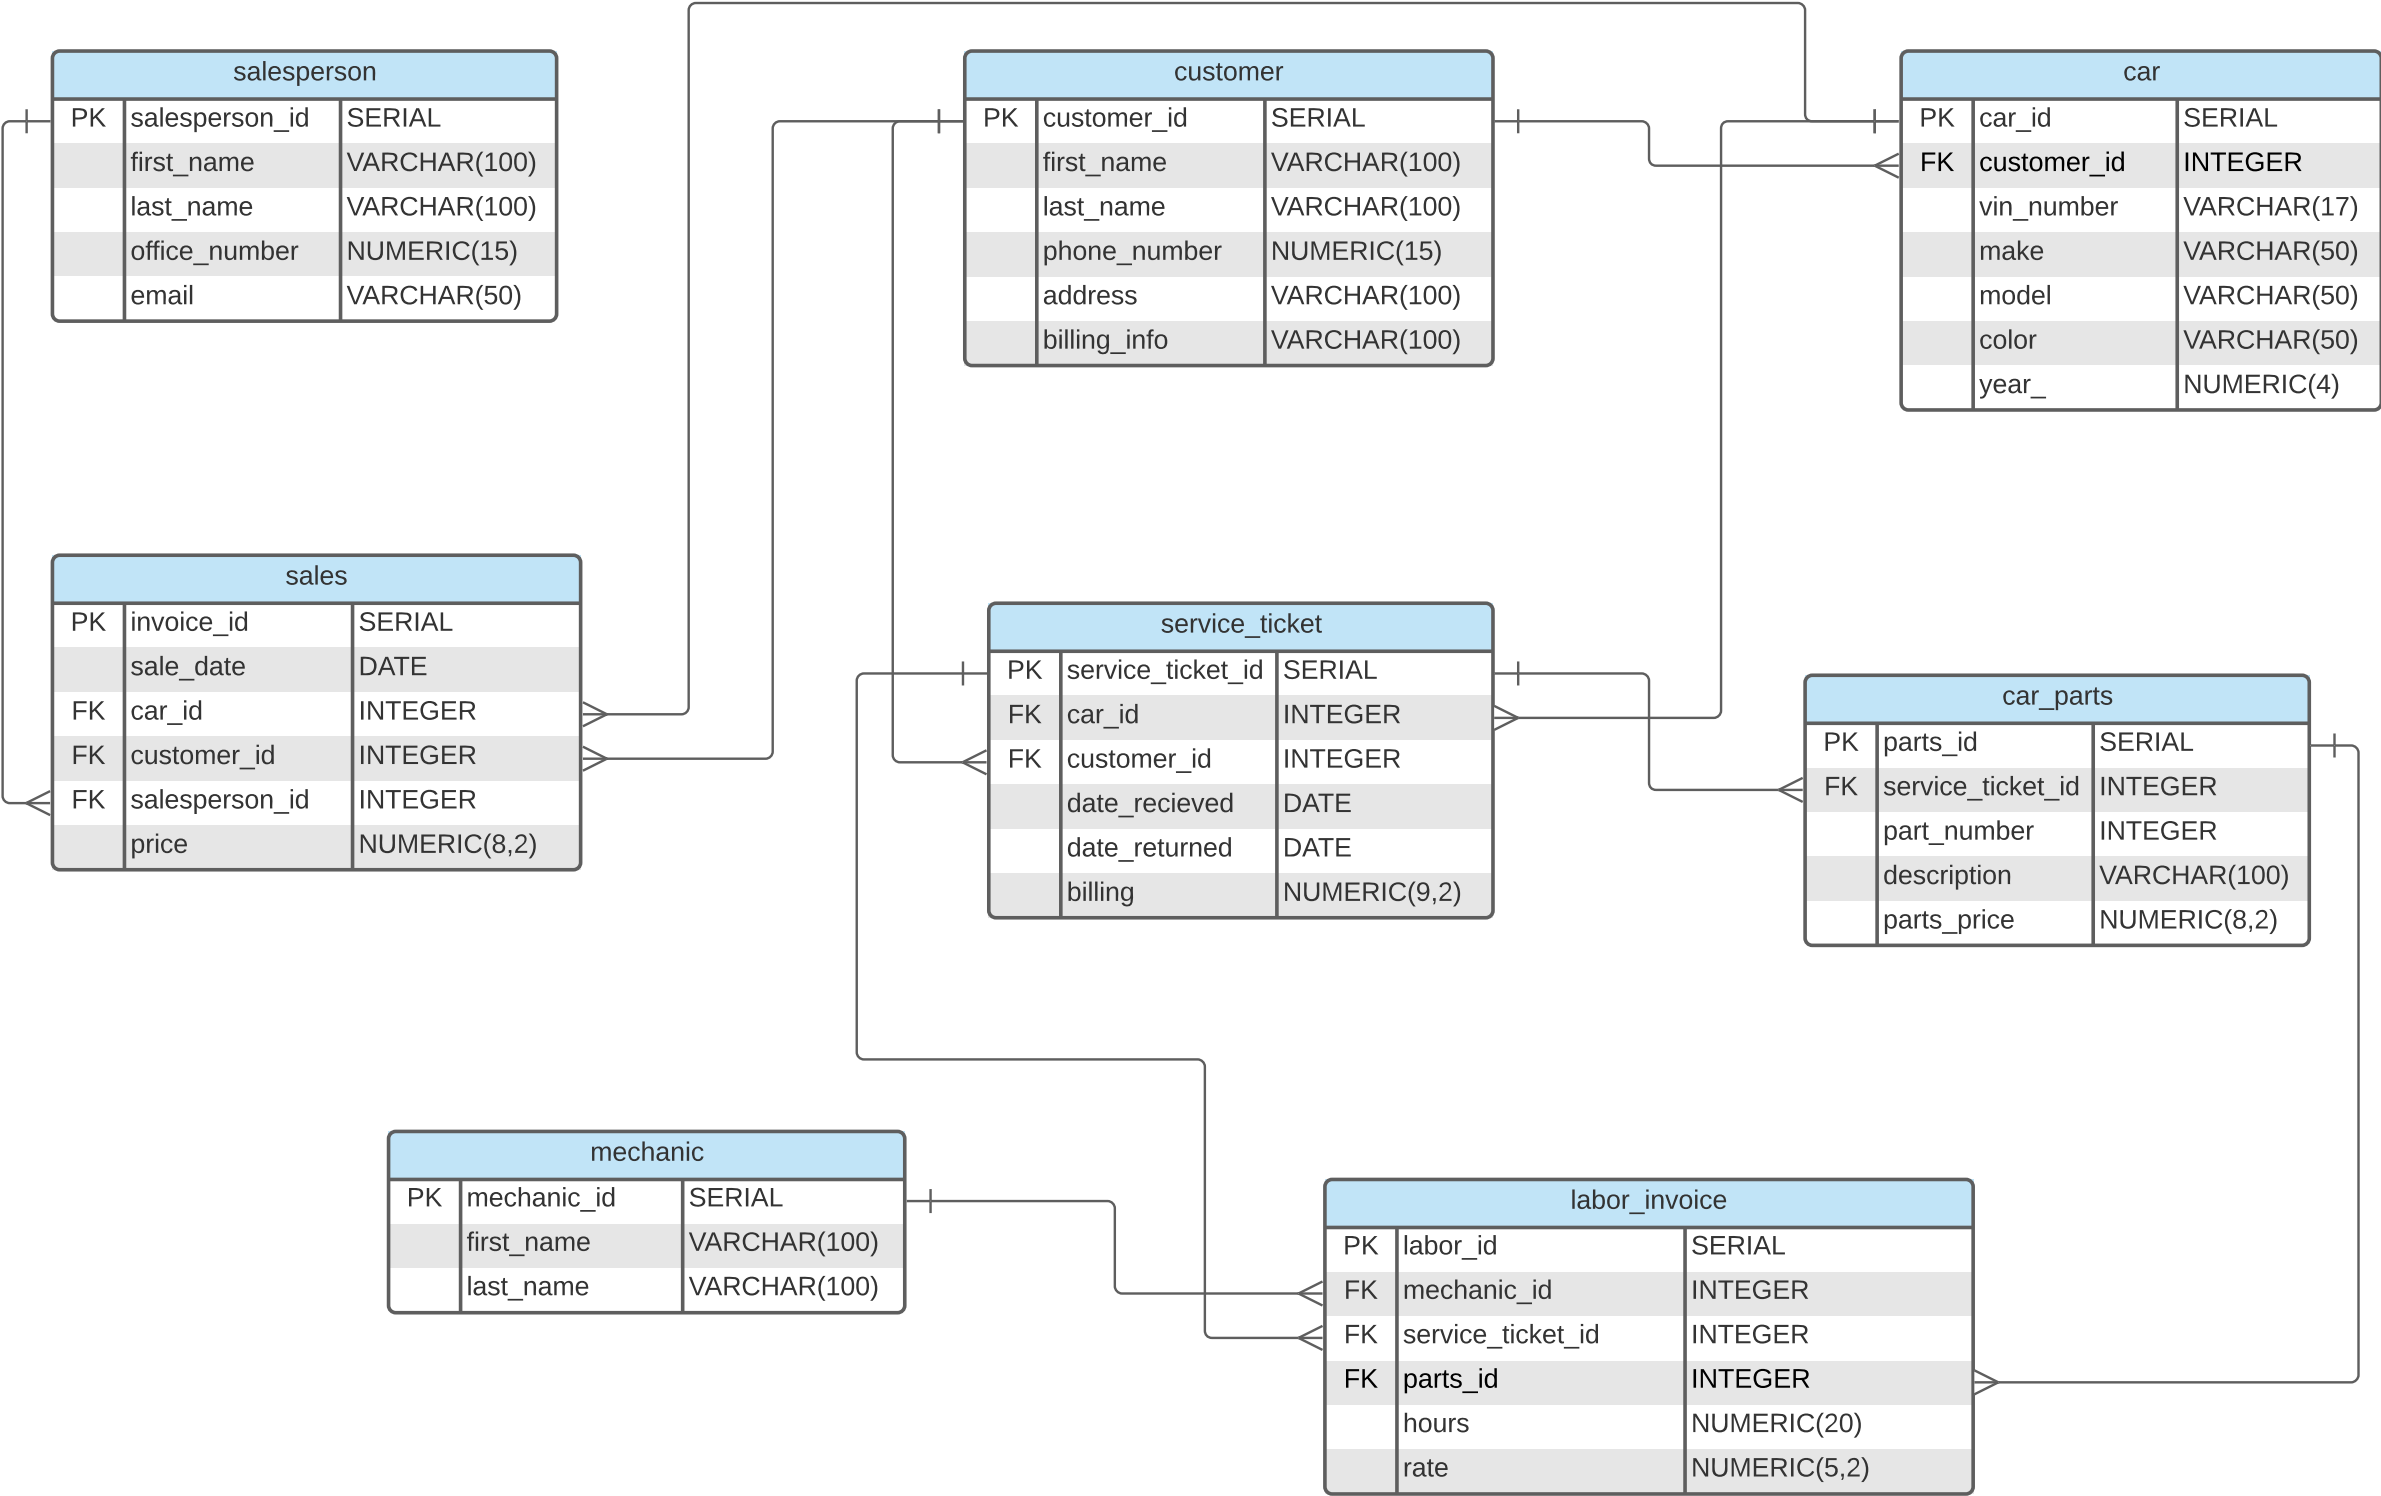 salesperson
PK salesperson_id SERIAL
first_name VARCHAR(100)
last_name VARCHAR(100)
office_number NUMERIC(15)
email VARCHAR(50)
customer
PK customer_id SERIAL
first_name VARCHAR(100)
last_name VARCHAR(100)
phone_number NUMERIC(15)
address VARCHAR(100)
billing_info VARCHAR(100)
car
PK car_id SERIAL
FK customer_id INTEGER
vin_number VARCHAR(17)
make VARCHAR(50)
model VARCHAR(50)
color VARCHAR(50)
year_ NUMERIC(4)
sales
PK invoice_id SERIAL
sale_date DATE
FK car_id INTEGER
FK customer_id INTEGER
FK salesperson_id INTEGER
price NUMERIC(8,2)
service_ticket
PK service_ticket_id SERIAL
FK car_id INTEGER
FK customer_id INTEGER
date_recieved DATE
date_returned DATE
billing NUMERIC(9,2)
car_parts
PK parts_id SERIAL
FK service_ticket_id INTEGER
part_number INTEGER
description VARCHAR(100)
parts_price NUMERIC(8,2)
mechanic
PK mechanic_id SERIAL
first_name VARCHAR(100)
last_name VARCHAR(100)
labor_invoice
PK labor_id SERIAL
FK mechanic_id INTEGER
FK service_ticket_id INTEGER
FK parts_id INTEGER
hours NUMERIC(20)
rate NUMERIC(5,2)